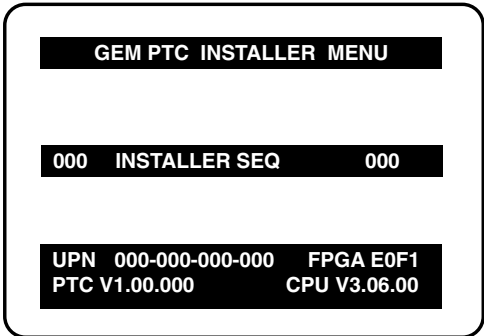 GEM PTC INSTALLER MENU
000 INSTALLER SEQ 000
UPN 000-000-000-000 FPGA E0F1
PTC V1.00.000 CPU V3.06.00